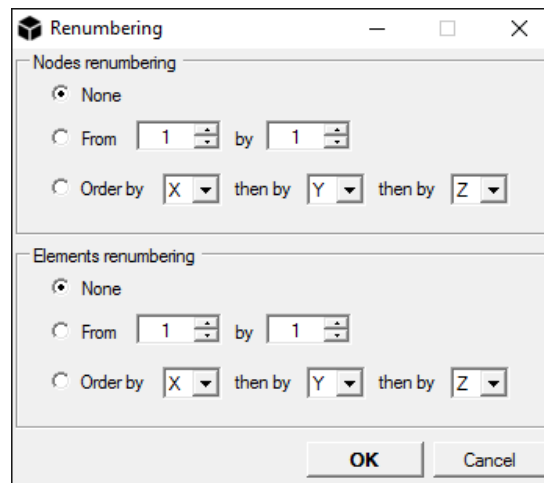 Renumbering
Nodes renumbering
None
From 1 by 1
Order by X then by Y then by Z
Elements renumbering
None
From 1 by 1
Order by X then by Y then by Z
OK Cancel